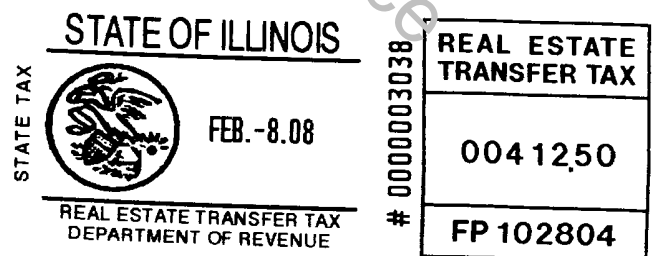 STATE OF ILLINOIS
STATE TAX
FEB.-8.08
REAL ESTATE TRANSFER TAX
DEPARTMENT OF REVENUE
# 0000003038
REAL ESTATE
TRANSFER TAX
0041250
FP 102804